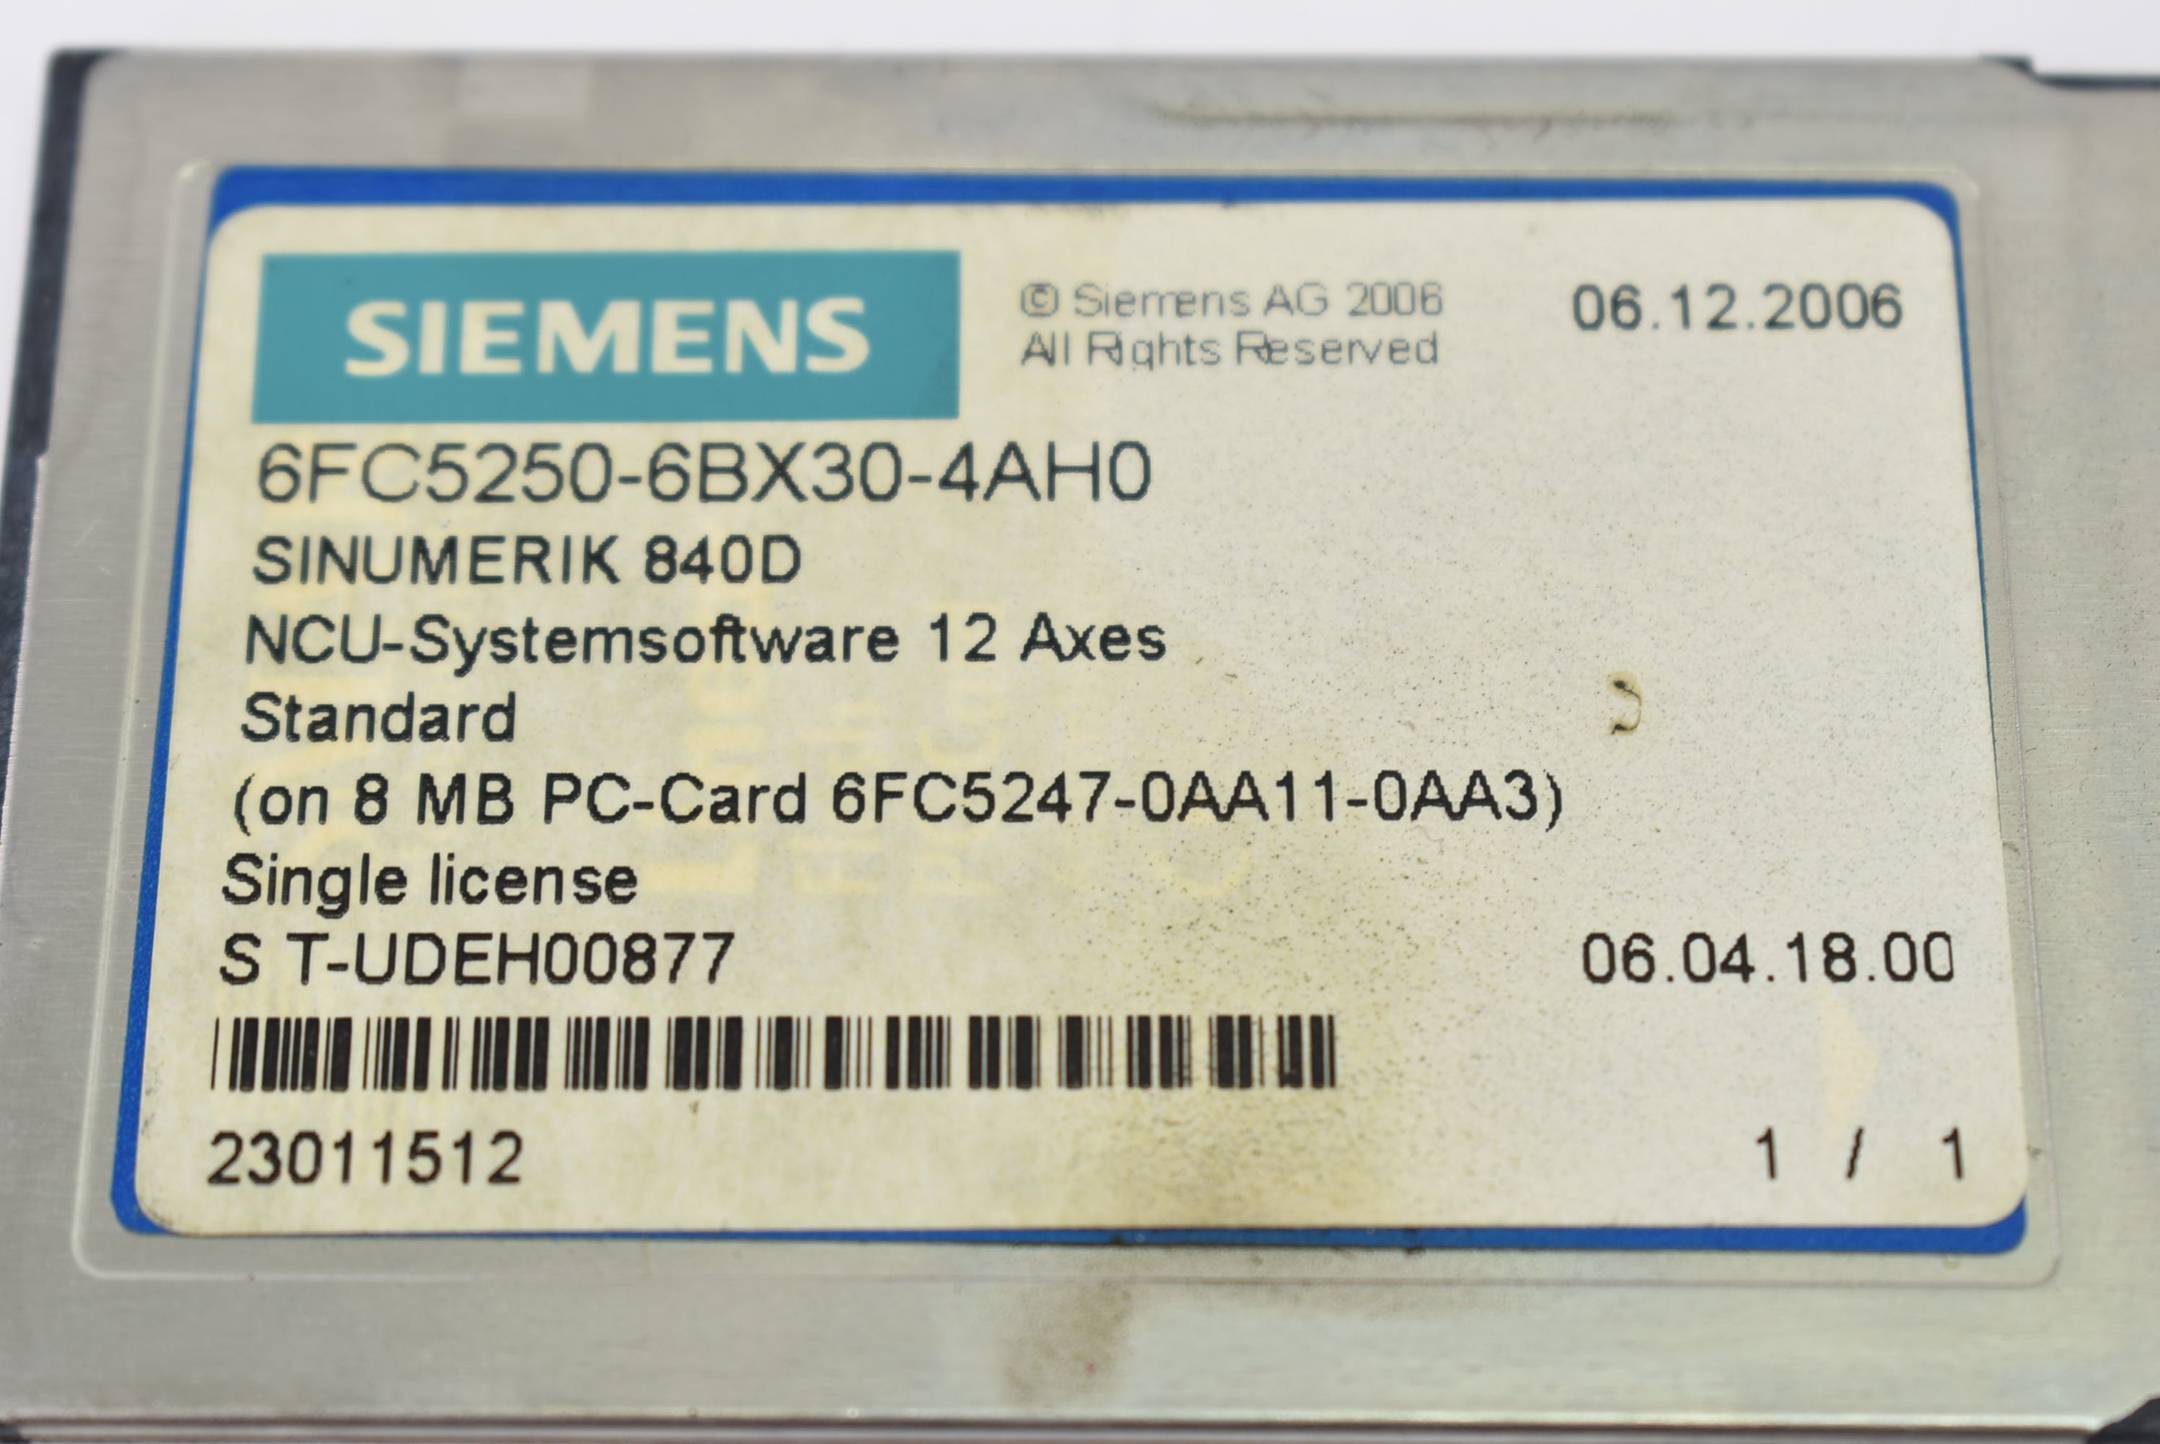 SIEMENS
© Siemens AG 2006
All Rights Reserved
06.12.2006
6FC5250-6BX30-4AH0
SINUMERIK 840D
NCU-Systemsoftware 12 Axes
Standard
(on 8 MB PC-Card 6FC5247-0AA11-0AA3)
Single license
S T-UDEH00877 06.04.18.00
23011512 1 / 1